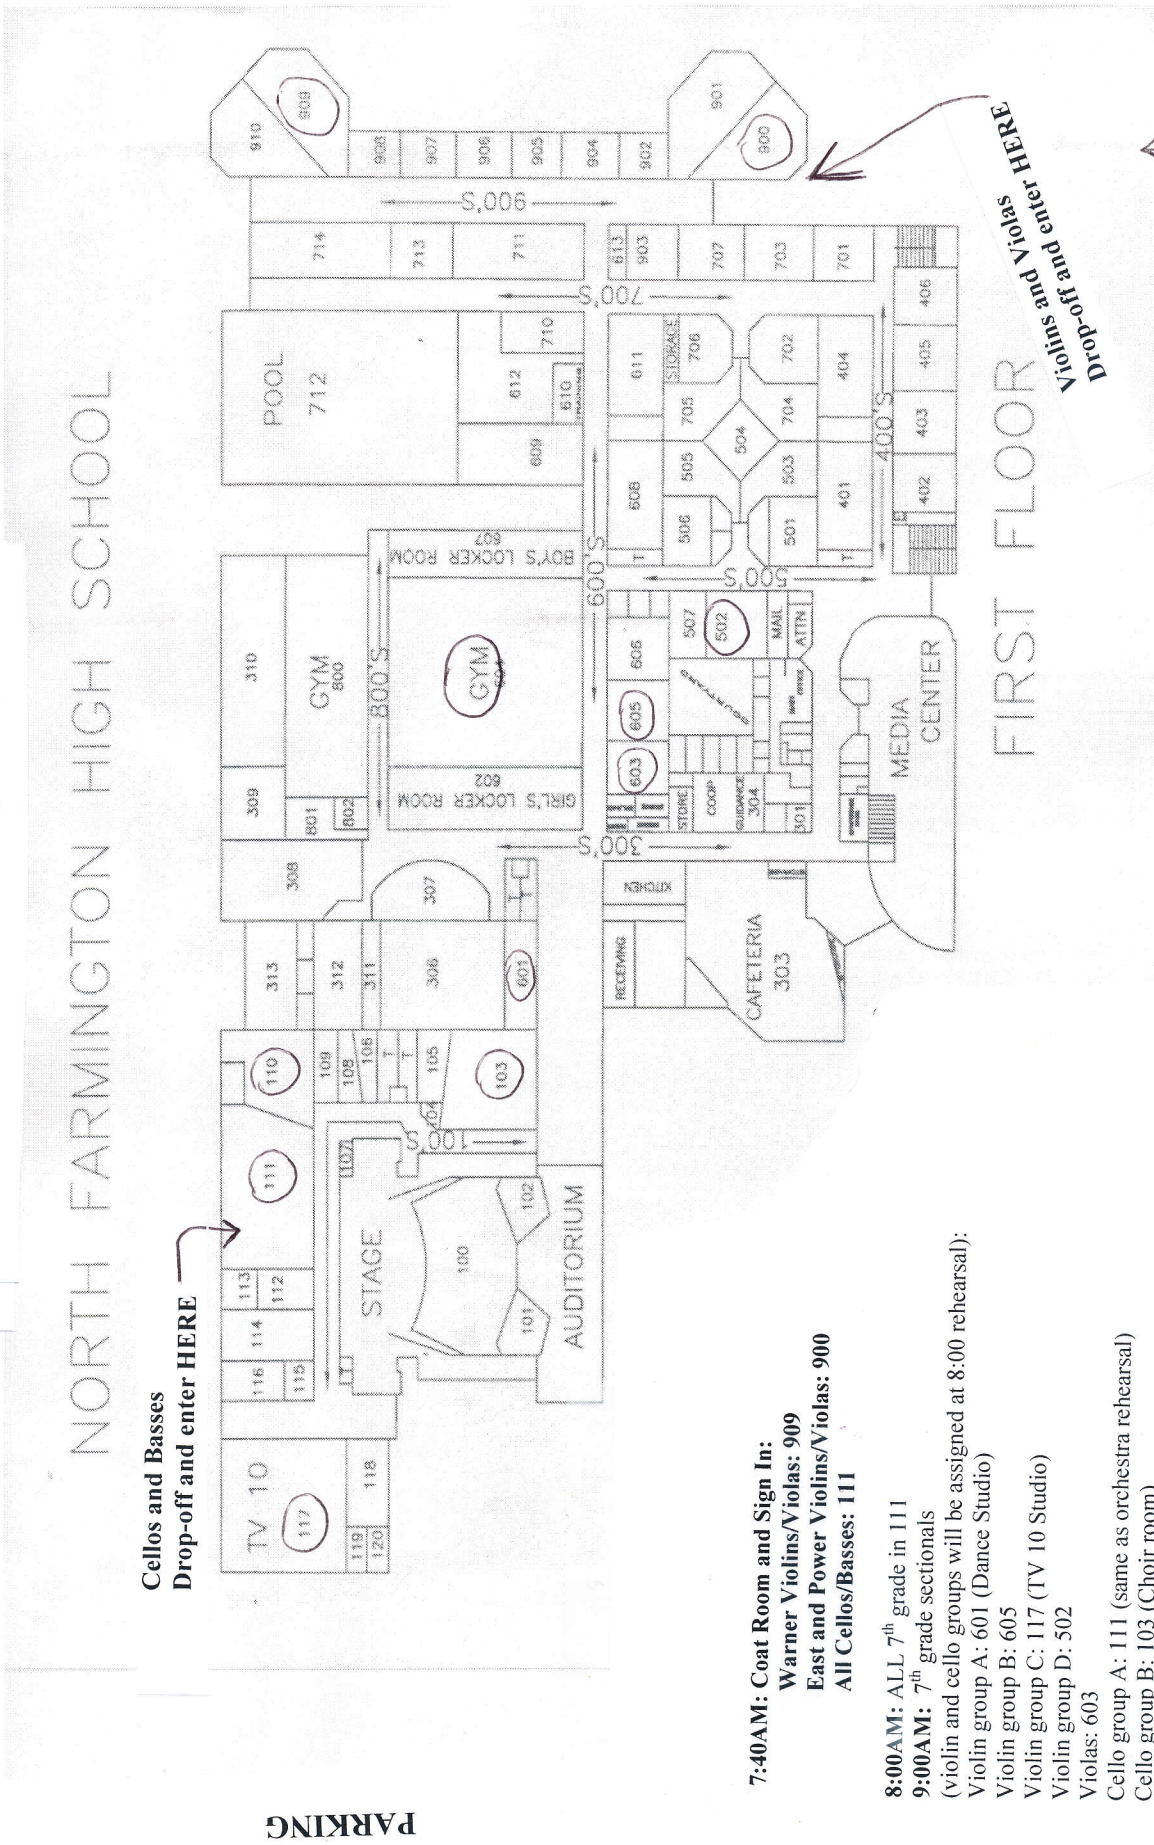 NORTH FARMINGTON HIGH SCHOOL
Cellos and Basses
Drop-off and enter HERE
TV 10
117
118
119
120
116
115
114
113
112
111
110
109
108
106
T
T
105
104
103
107
100'S
STAGE
T
100
101
102
AUDITORIUM
313
312
311
306
601
308
307
T
T
309
310
801
802
GYM
800
800'S
GIRL'S LOCKER ROOM
602
GYM
BOY'S LOCKER ROOM
607
POOL
712
609
612
610
710
714
713
711
910
909
908
907
906
905
904
902
901
900
900'S
700'S
600'S
300'S
500'S
400'S
613
903
707
703
701
611
STORAGE
706
705
702
704
404
504
608
505
503
506
501
401
T
T
406
405
403
402
606
605
603
507
502
MAIL
ATTN
COURTYARD
STORE
COOP
GUIDANCE
304
301
OFFICE
KITCHEN
RECEIVING
CAFETERIA
303
MEDIA
CENTER
FIRST FLOOR
Violins and Violas
Drop-off and enter HERE
7:40AM: Coat Room and Sign In:
Warner Violins/Violas: 909
East and Power Violins/Violas: 900
All Cellos/Basses: 111
8:00AM: ALL 7th grade in 111
9:00AM: 7th grade sectionals
(violin and cello groups will be assigned at 8:00 rehearsal):
Violin group A: 601 (Dance Studio)
Violin group B: 605
Violin group C: 117 (TV 10 Studio)
Violin group D: 502
Violas: 603
Cello group A: 111 (same as orchestra rehearsal)
Cello group B: 103 (Choir room)
PARKING